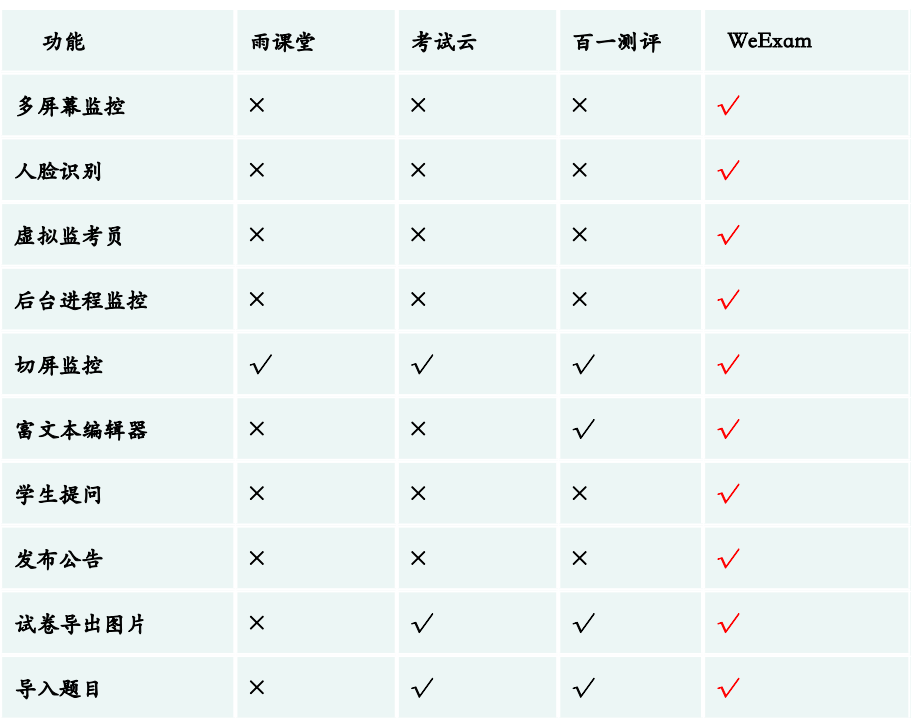 功能 雨课堂 考试云 百一测评 WeExam
多屏幕监控 × × × √
人脸识别 × × × √
虚拟监考员 × × × √
后台进程监控 × × × √
切屏监控 √ √ √ √
富文本编辑器 × × √ √
学生提问 × × × √
发布公告 × × × √
试卷导出图片 × √ √ √
导入题目 × √ √ √